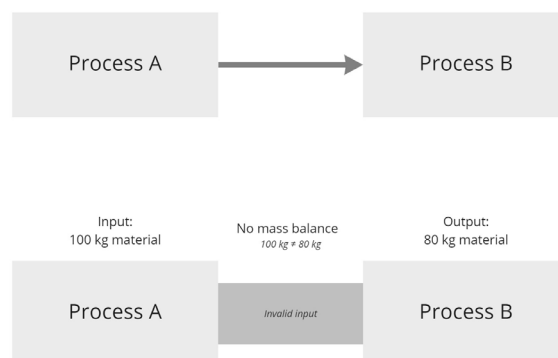 Process A
Process B
Input:
100 kg material
No mass balance
100 kg ≠ 80 kg
Output:
80 kg material
Process A
Invalid input
Process B